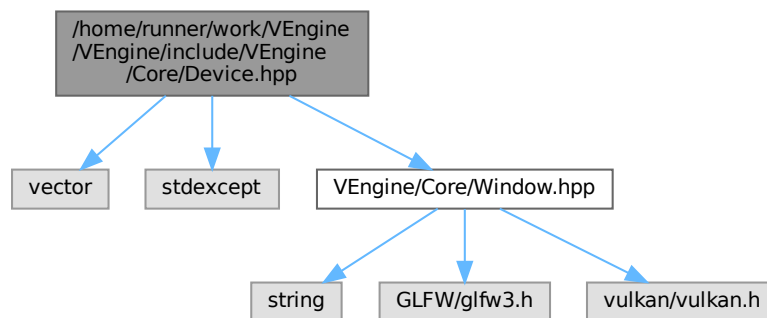 /home/runner/work/VEngine
/VEngine/include/VEngine
/Core/Device.hpp
vector
stdexcept
VEngine/Core/Window.hpp
string
GLFW/glfw3.h
vulkan/vulkan.h